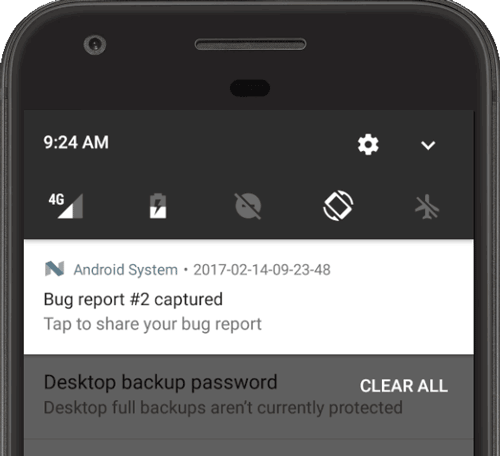 9:24 AM
4G
Android System • 2017-02-14-09-23-48
Bug report #2 captured
Tap to share your bug report
Desktop backup password
CLEAR ALL
Desktop full backups aren't currently protected